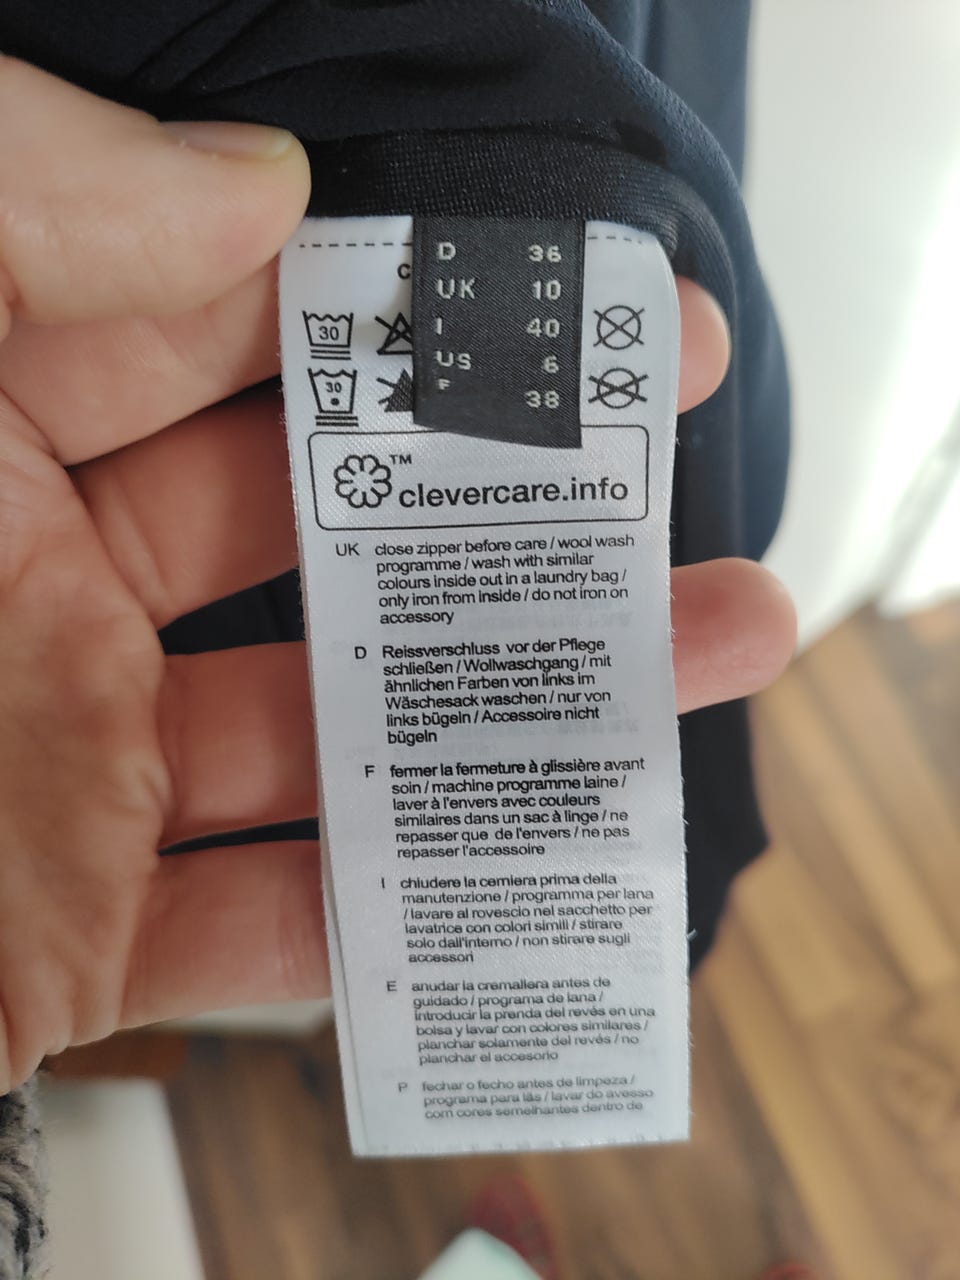 D 36
UK 10
I 40
US 6
F 38
C
30
30
™
clevercare.info
UK close zipper before care / wool wash
programme / wash with similar
colours inside out in a laundry bag /
only iron from inside / do not iron on
accessory
D Reissverschluss vor der Pflege
schließen / Wollwaschgang / mit
ähnlichen Farben von links im
Wäschesack waschen / nur von
links bügeln / Accessoire nicht
bügeln
F fermer la fermeture à glissière avant
soin / machine programme laine /
laver à l'envers avec couleurs
similaires dans un sac à linge / ne
repasser que de l'envers / ne pas
repasser l'accessoire
I chiudere la cerniera prima della
manutenzione / programma per lana
/ lavare al rovescio nel sacchetto per
lavatrice con colori simili / stirare
solo dall'interno / non stirare sugli
accessori
E anudar la cremallera antes de
guidado / programa de lana /
introducir la prenda del revés en una
bolsa y lavar con colores similares /
planchar solamente del revés / no
planchar el accesorio
P fechar o fecho antes de limpeza /
programa para lãs / lavar do avesso
com cores semelhantes dentro de